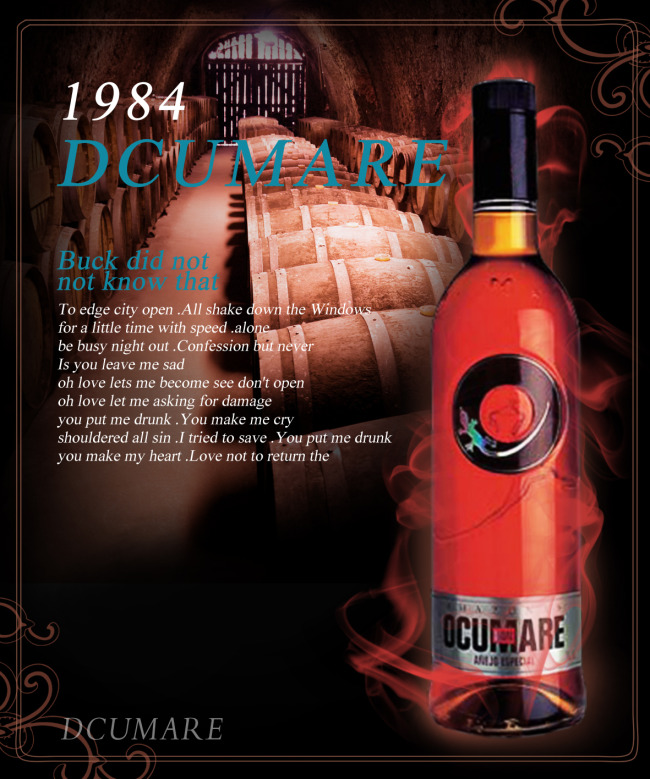 1984
DCUMARE
Buck did not
not know that
To edge city open .All shake down the Windows
for a little time with speed .alone
be busy night out .Confession but never
Is you leave me sad
oh love lets me become see don't open
oh love let me asking for damage
you put me drunk .You make me cry
shouldered all sin .I tried to save .You put me drunk
you make my heart .Love not to return the
OCUMARE
AÑEJO ESPECIAL
DCUMARE